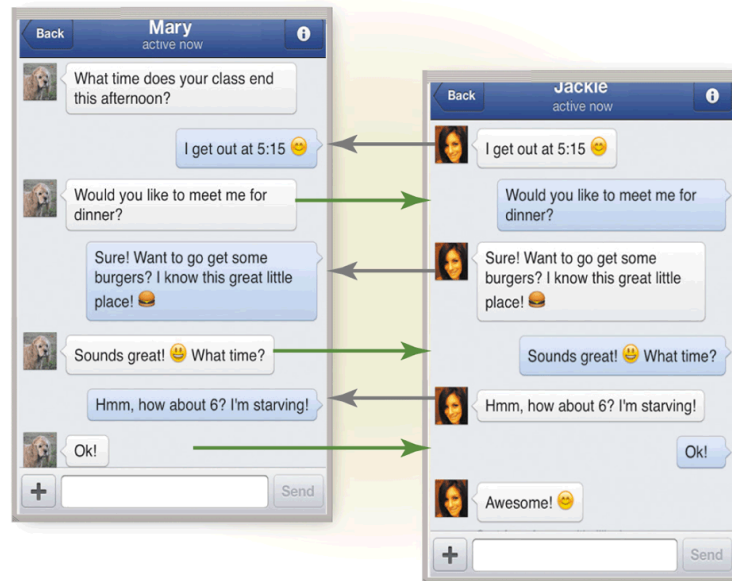 Back
Mary
active now
What time does your class end
this afternoon?
I get out at 5:15 😊
Would you like to meet me for
dinner?
Sure! Want to go get some
burgers? I know this great little
place! 🍔
Sounds great! 😃 What time?
Hmm, how about 6? I'm starving!
Ok!
Send
Back
Jackie
active now
I get out at 5:15 😊
Would you like to meet me for
dinner?
Sure! Want to go get some
burgers? I know this great little
place! 🍔
Sounds great! 😃 What time?
Hmm, how about 6? I'm starving!
Ok!
Awesome! 😊
Send